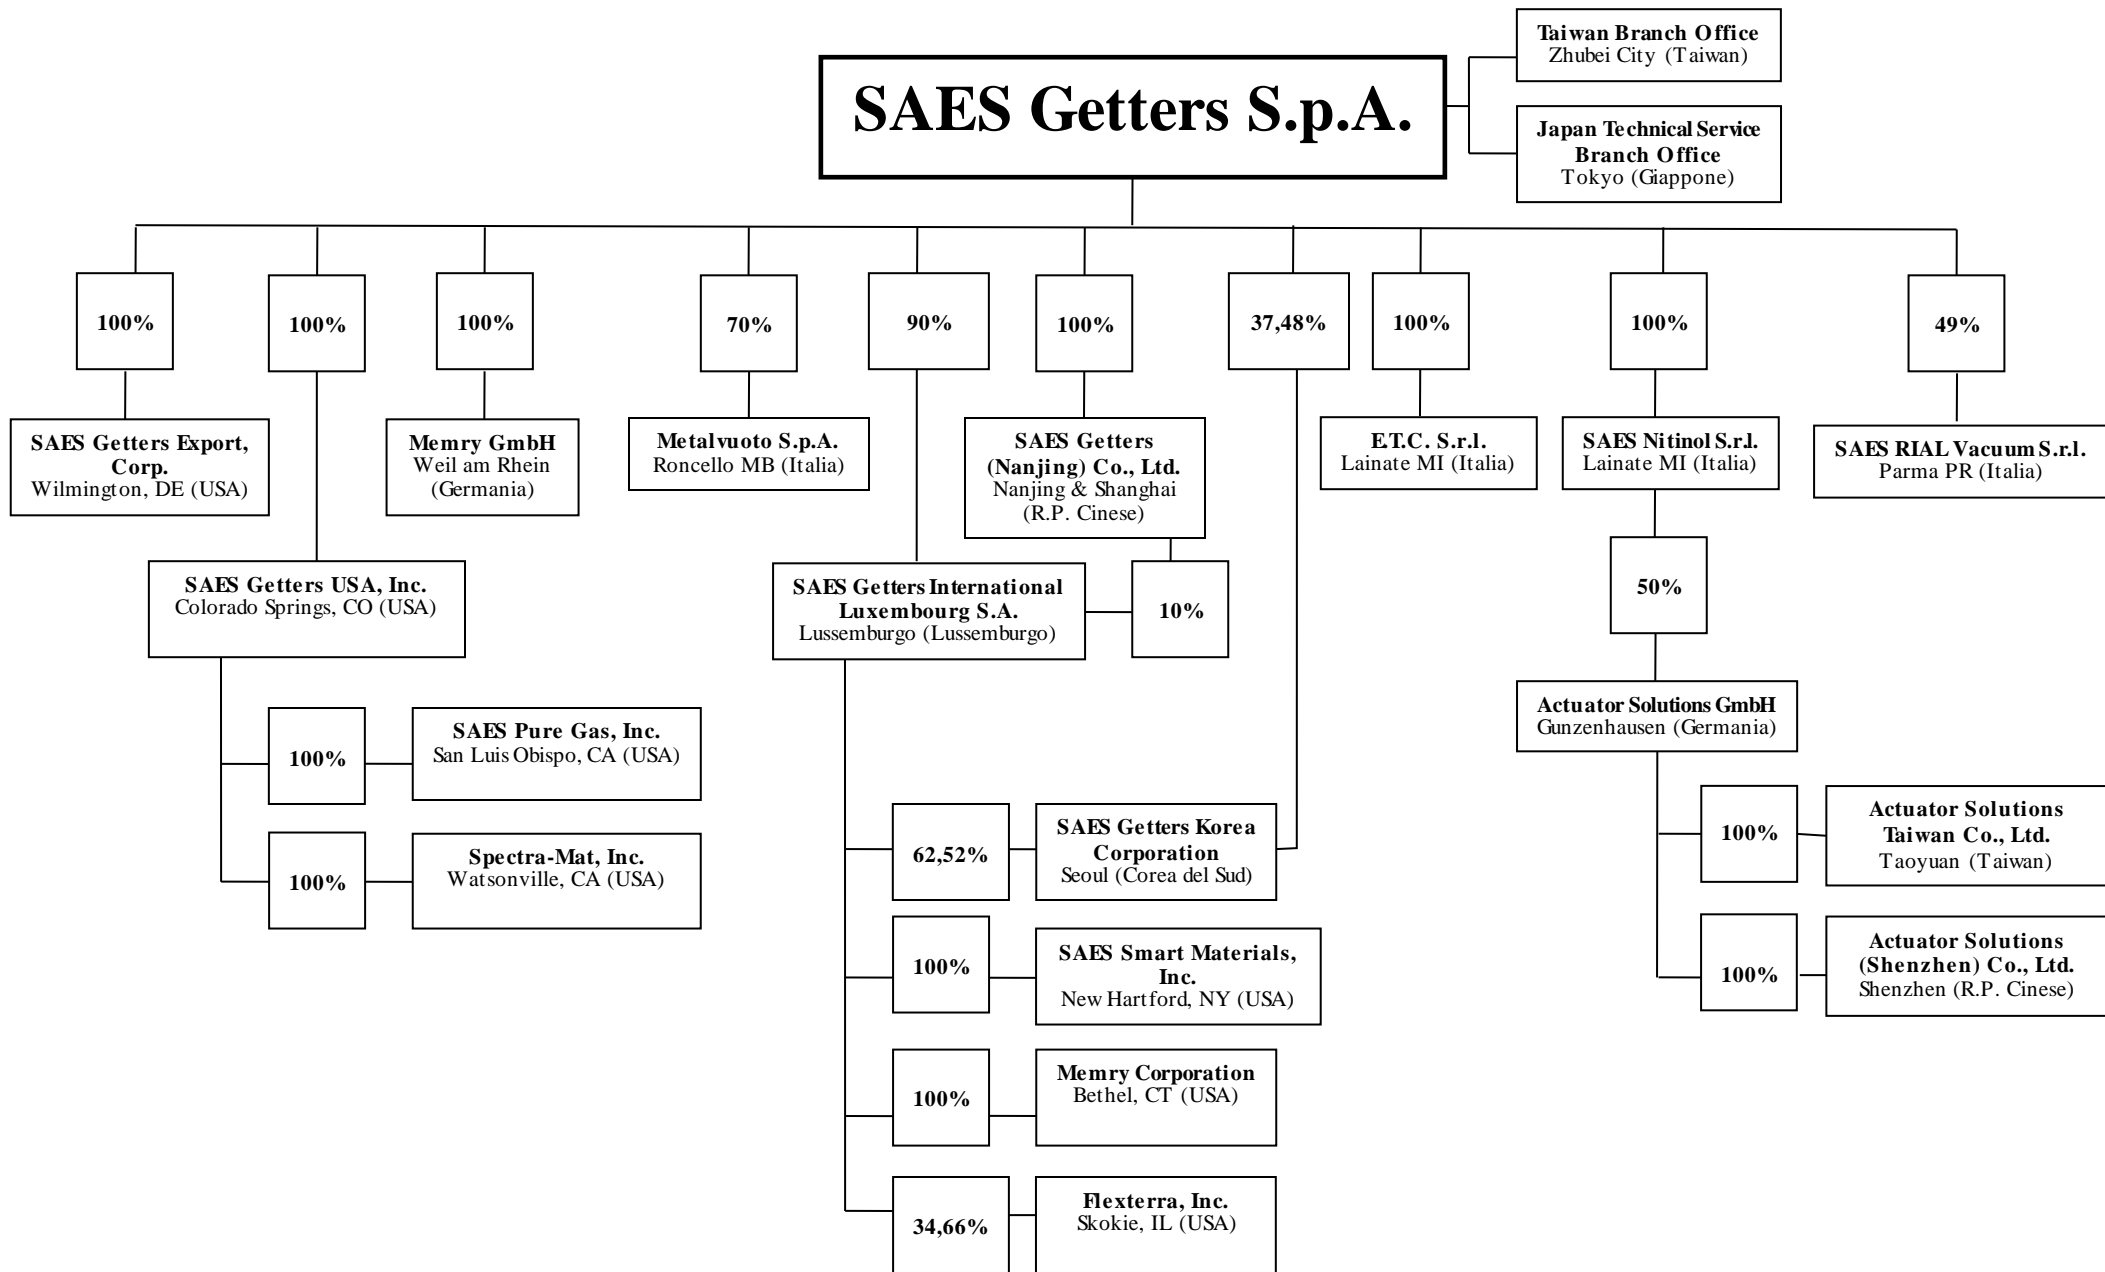 Taiwan Branch Office
Zhubei City (Taiwan)
SAES Getters S.p.A.
Japan Technical Service
Branch Office
Tokyo (Giappone)
100%
100%
100%
70%
90%
100%
37,48%
100%
100%
49%
SAES Getters Export,
Corp.
Wilmington, DE (USA)
Memry GmbH
Weil am Rhein
(Germania)
Metalvuoto S.p.A.
Roncello MB (Italia)
SAES Getters
(Nanjing) Co., Ltd.
Nanjing & Shanghai
(R.P. Cinese)
E.T.C. S.r.l.
Lainate MI (Italia)
SAES Nitinol S.r.l.
Lainate MI (Italia)
SAES RIAL Vacuum S.r.l.
Parma PR (Italia)
SAES Getters USA, Inc.
Colorado Springs, CO (USA)
SAES Getters International
Luxembourg S.A.
Lussemburgo (Lussemburgo)
10%
50%
Actuator Solutions GmbH
Gunzenhausen (Germania)
100%
SAES Pure Gas, Inc.
San Luis Obispo, CA (USA)
100%
Spectra-Mat, Inc.
Watsonville, CA (USA)
62,52%
SAES Getters Korea
Corporation
Seoul (Corea del Sud)
100%
Actuator Solutions
Taiwan Co., Ltd.
Taoyuan (Taiwan)
100%
SAES Smart Materials,
Inc.
New Hartford, NY (USA)
100%
Actuator Solutions
(Shenzhen) Co., Ltd.
Shenzhen (R.P. Cinese)
100%
Memry Corporation
Bethel, CT (USA)
34,66%
Flexterra, Inc.
Skokie, IL (USA)